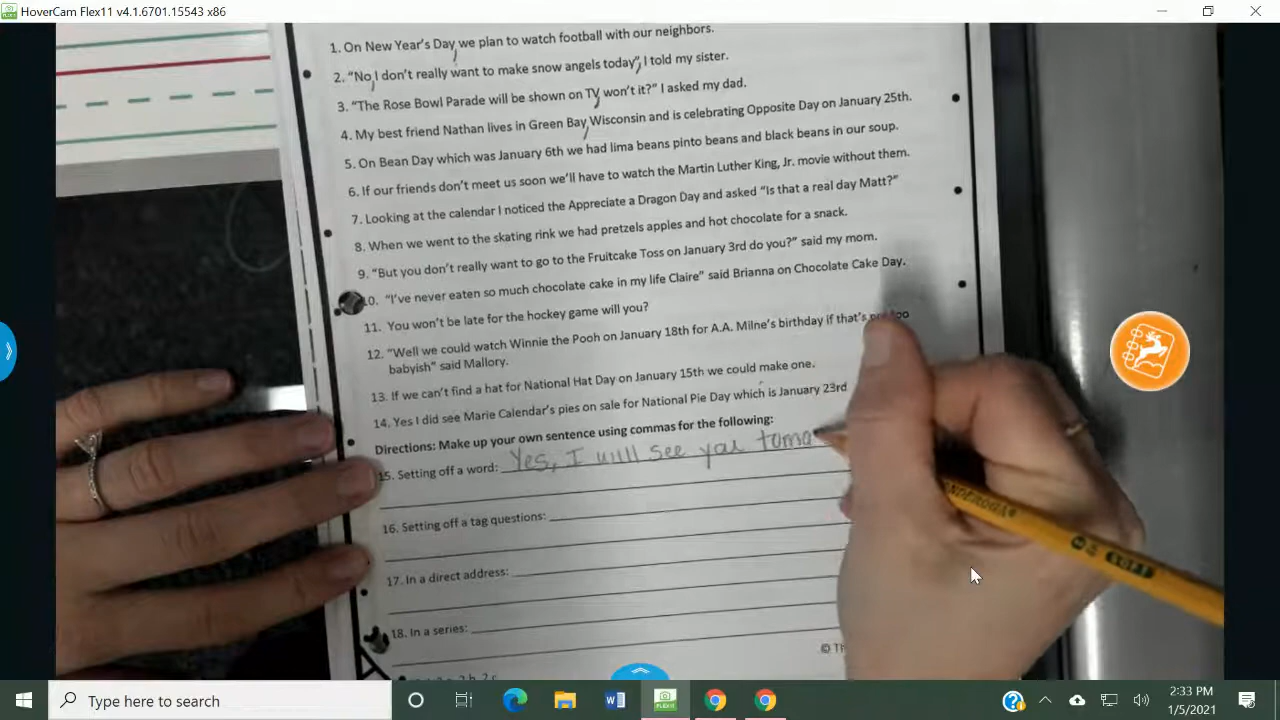 HoverCam Flex11 v4.1.6701.15543 x86
1. On New Year's Day, we plan to watch football with our neighbors.
2. "No, I don't really want to make snow angels today", I told my sister.
3. "The Rose Bowl Parade will be shown on TV, won't it?" I asked my dad.
4. My best friend Nathan lives in Green Bay, Wisconsin and is celebrating Opposite Day on January 25th.
5. On Bean Day which was January 6th we had lima beans pinto beans and black beans in our soup.
6. If our friends don't meet us soon we'll have to watch the Martin Luther King, Jr. movie without them.
7. Looking at the calendar I noticed the Appreciate a Dragon Day and asked "Is that a real day Matt?"
8. When we went to the skating rink we had pretzels apples and hot chocolate for a snack.
9. "But you don't really want to go to the Fruitcake Toss on January 3rd do you?" said my mom.
10. "I've never eaten so much chocolate cake in my life Claire" said Brianna on Chocolate Cake Day.
11. You won't be late for the hockey game will you?
12. "Well we could watch Winnie the Pooh on January 18th for A.A. Milne's birthday if that's too
babyish" said Mallory.
13. If we can't find a hat for National Hat Day on January 15th we could make one.
14. Yes I did see Marie Calendar's pies on sale for National Pie Day which is January 23rd
Directions: Make up your own sentence using commas for the following:
15. Setting off a word: Yes, I will see you tomo
16. Setting off a tag questions:
17. In a direct address:
18. In a series:
©
ANDEROGA
SOFT
Type here to search
2:33 PM
1/5/2021